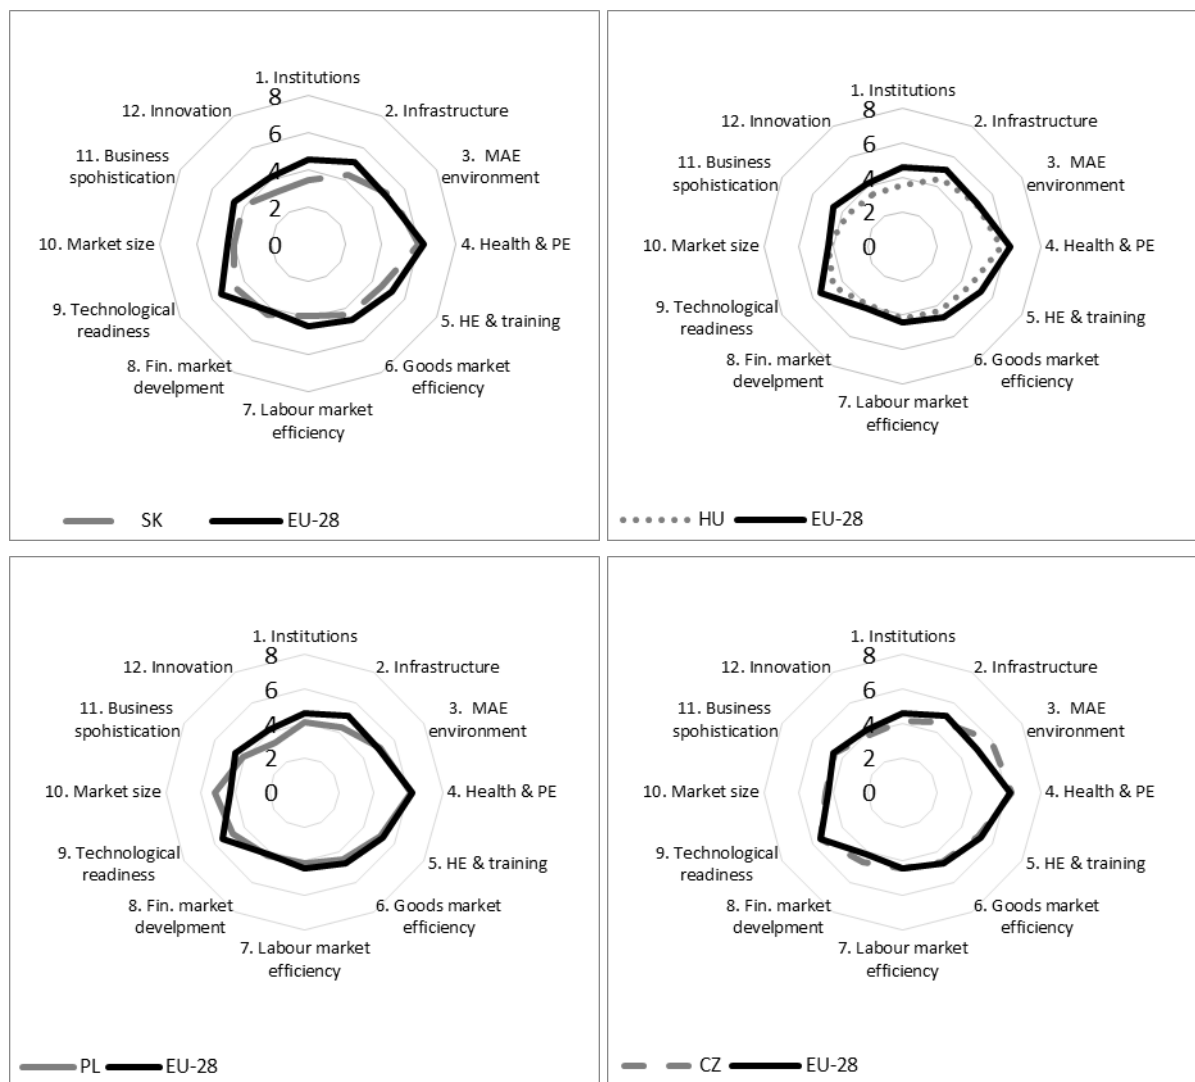 1. Institutions
8
12. Innovation
2. Infrastructure
6
11. Business
spohistication
3. MAE
environment
4
2
10. Market size
0
4. Health & PE
9. Technological
readiness
5. HE & training
8. Fin. market
develpment
6. Goods market
efficiency
7. Labour market
efficiency
SK
EU-28
1. Institutions
8
12. Innovation
2. Infrastructure
6
11. Business
spohistication
3. MAE
environment
4
2
10. Market size
0
4. Health & PE
9. Technological
readiness
5. HE & training
8. Fin. market
develpment
6. Goods market
efficiency
7. Labour market
efficiency
HU
EU-28
1. Institutions
8
12. Innovation
2. Infrastructure
6
11. Business
spohistication
3. MAE
environment
4
2
10. Market size
0
4. Health & PE
9. Technological
readiness
5. HE & training
8. Fin. market
develpment
6. Goods market
efficiency
7. Labour market
efficiency
PL
EU-28
1. Institutions
8
12. Innovation
2. Infrastructure
6
11. Business
spohistication
3. MAE
environment
4
2
10. Market size
0
4. Health & PE
9. Technological
readiness
5. HE & training
8. Fin. market
develpment
6. Goods market
efficiency
7. Labour market
efficiency
CZ
EU-28